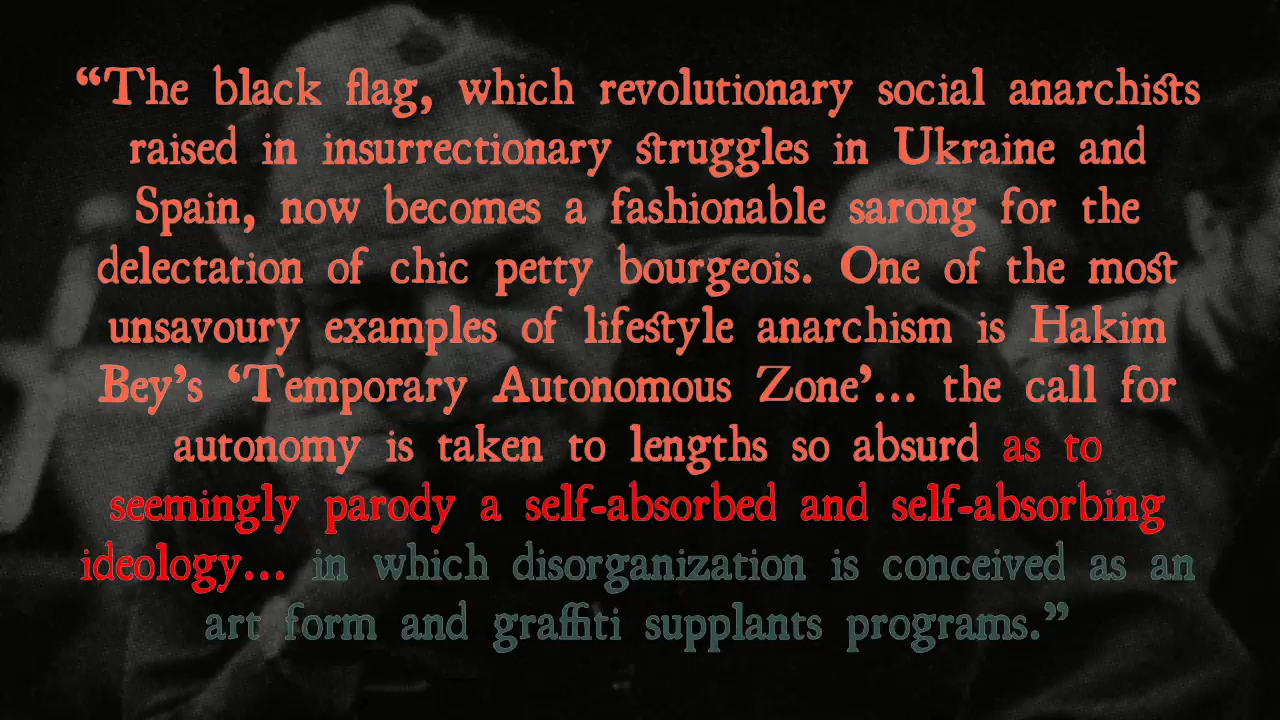 “The black flag, which revolutionary social anarchists
raised in insurrectionary struggles in Ukraine and
Spain, now becomes a fashionable sarong for the
delectation of chic petty bourgeois. One of the most
unsavoury examples of lifestyle anarchism is Hakim
Bey’s ‘Temporary Autonomous Zone’... the call for
autonomy is taken to lengths so absurd as to
seemingly parody a self-absorbed and self-absorbing
ideology... in which disorganization is conceived as an
art form and graffiti supplants programs.”